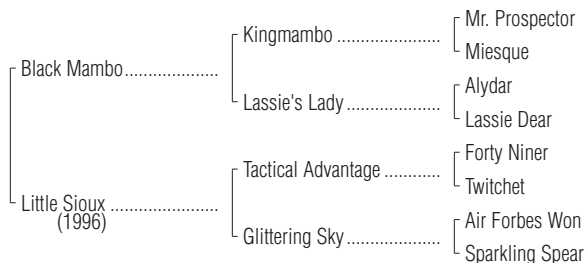 Mr. Prospector
Kingmambo ........................
Miesque
Black Mambo......................
Alydar
Lassie's Lady.....................
Lassie Dear
Forty Niner
Tactical Advantage .............
Twitchet
Little Sioux .........................
(1996)
Air Forbes Won
Glittering Sky.....................
Sparkling Spear